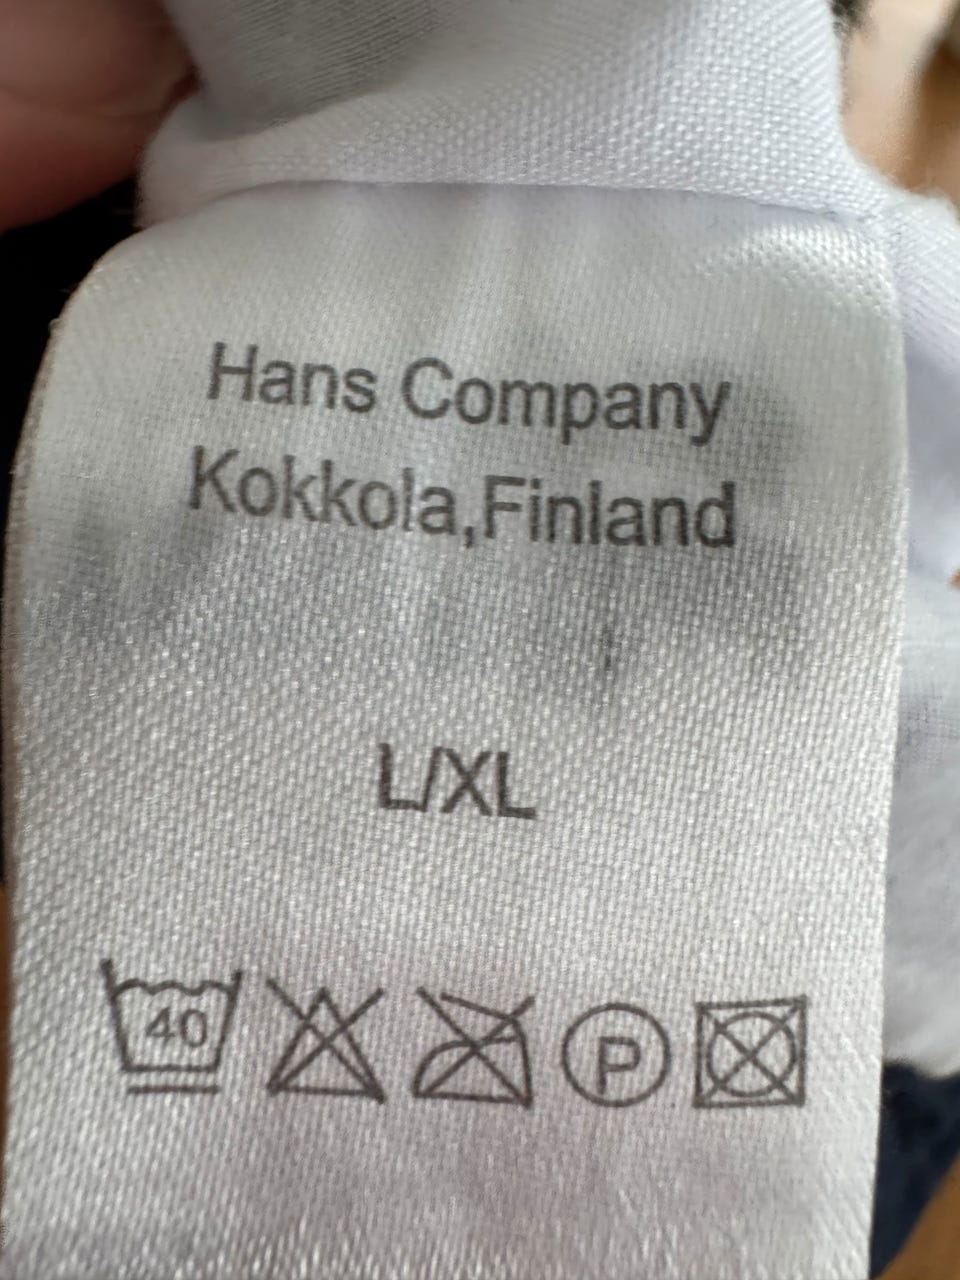 Hans Company
Kokkola,Finland
L/XL
40 P